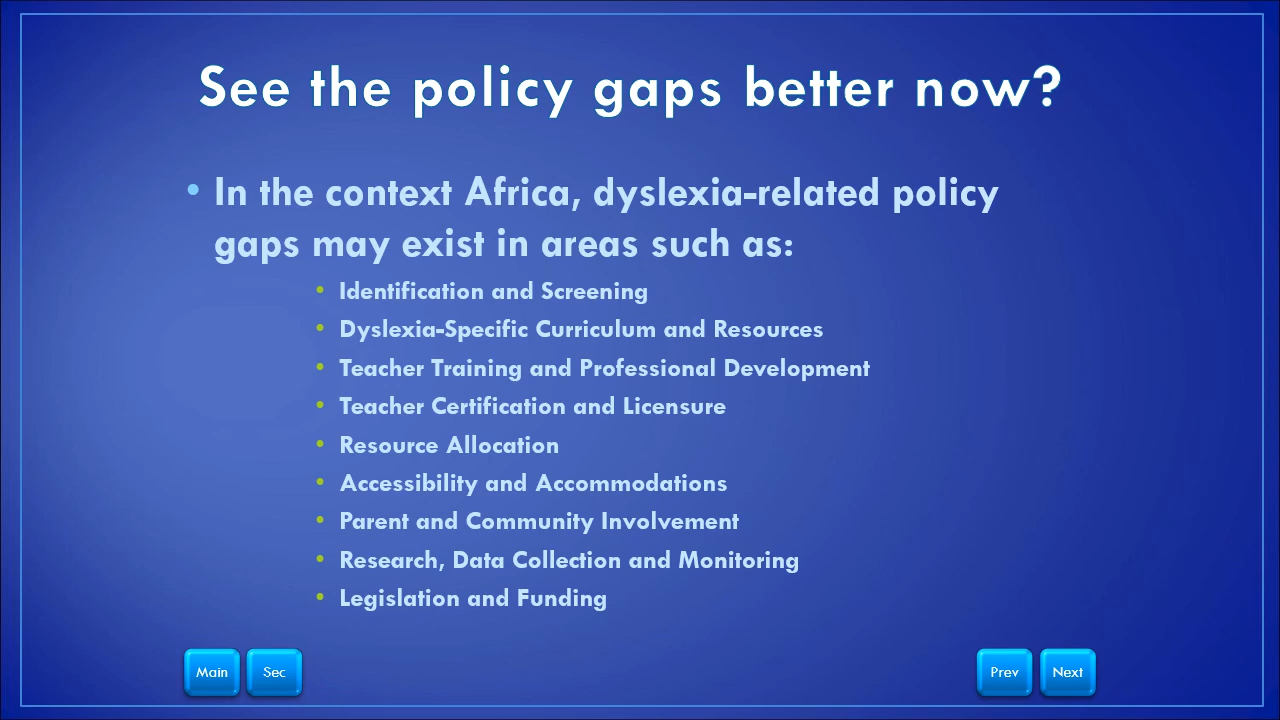 See the policy gaps better now?
• In the context Africa, dyslexia-related policy
gaps may exist in areas such as:
• Identification and Screening
• Dyslexia-Specific Curriculum and Resources
• Teacher Training and Professional Development
• Teacher Certification and Licensure
• Resource Allocation
• Accessibility and Accommodations
• Parent and Community Involvement
• Research, Data Collection and Monitoring
• Legislation and Funding
Main Sec Prev Next